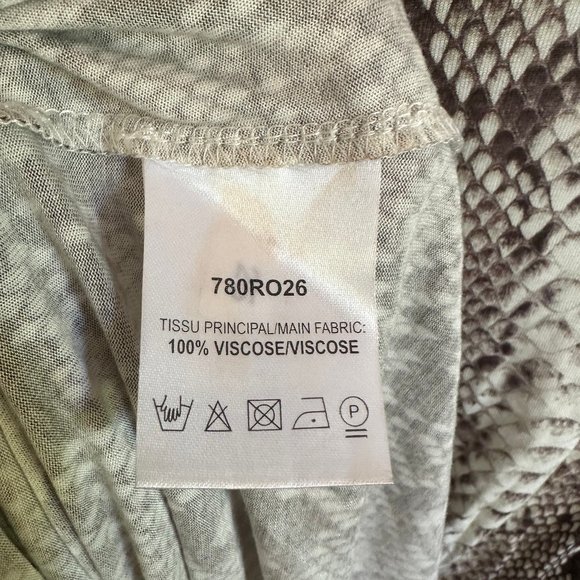 780RO26
TISSU PRINCIPAL/MAIN FABRIC:
100% VISCOSE/VISCOSE
P